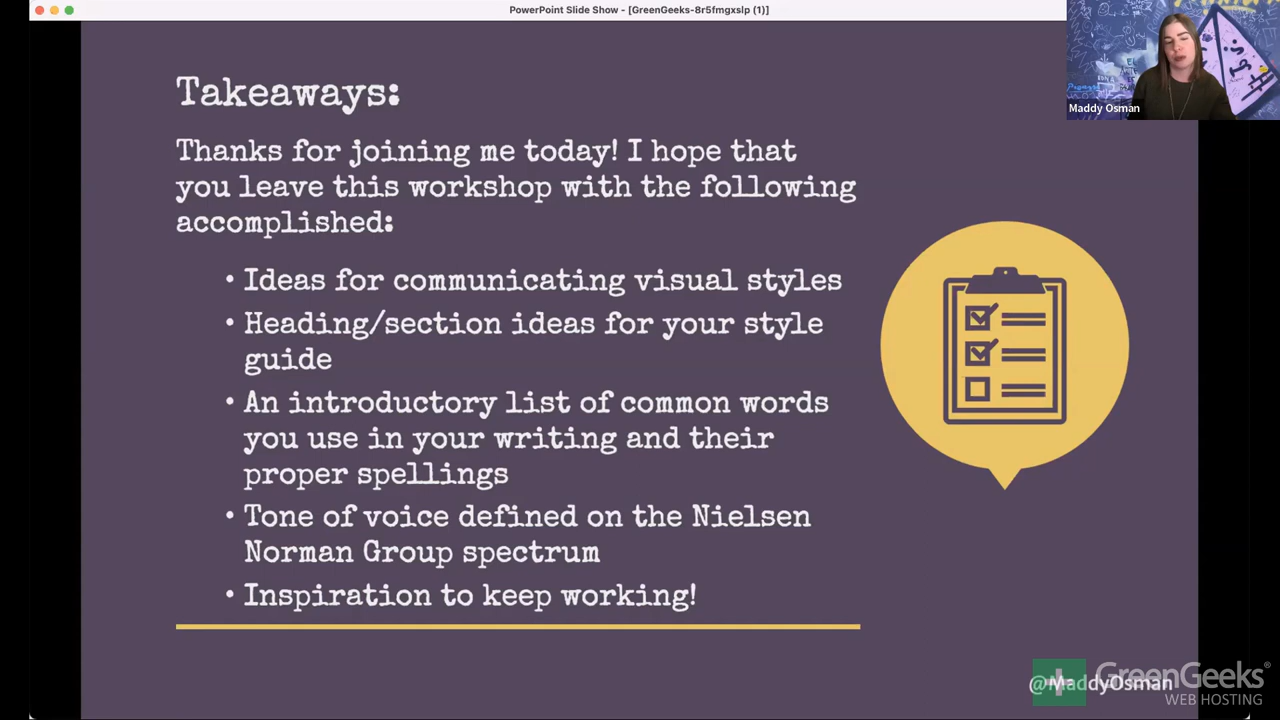 PowerPoint Slide Show - [GreenGeeks-8r5fmgxslp (1)]
Maddy Osman
Takeaways:
Thanks for joining me today! I hope that
you leave this workshop with the following
accomplished:
• Ideas for communicating visual styles
• Heading/section ideas for your style
guide
• An introductory list of common words
you use in your writing and their
proper spellings
• Tone of voice defined on the Nielsen
Norman Group spectrum
• Inspiration to keep working!
@MaddyOsman
GreenGeeks®
WEB HOSTING